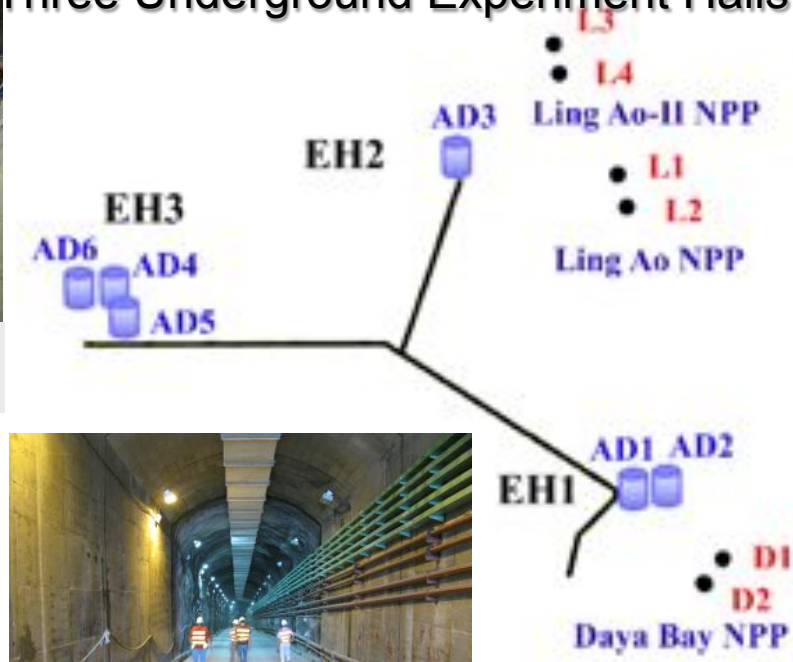 Three Underground Experiment Halls
L3
L4
AD3
Ling Ao-II NPP
EH2
L1
EH3
L2
AD6
AD4
Ling Ao NPP
AD5
AD1 AD2
EH1
D1
D2
Daya Bay NPP